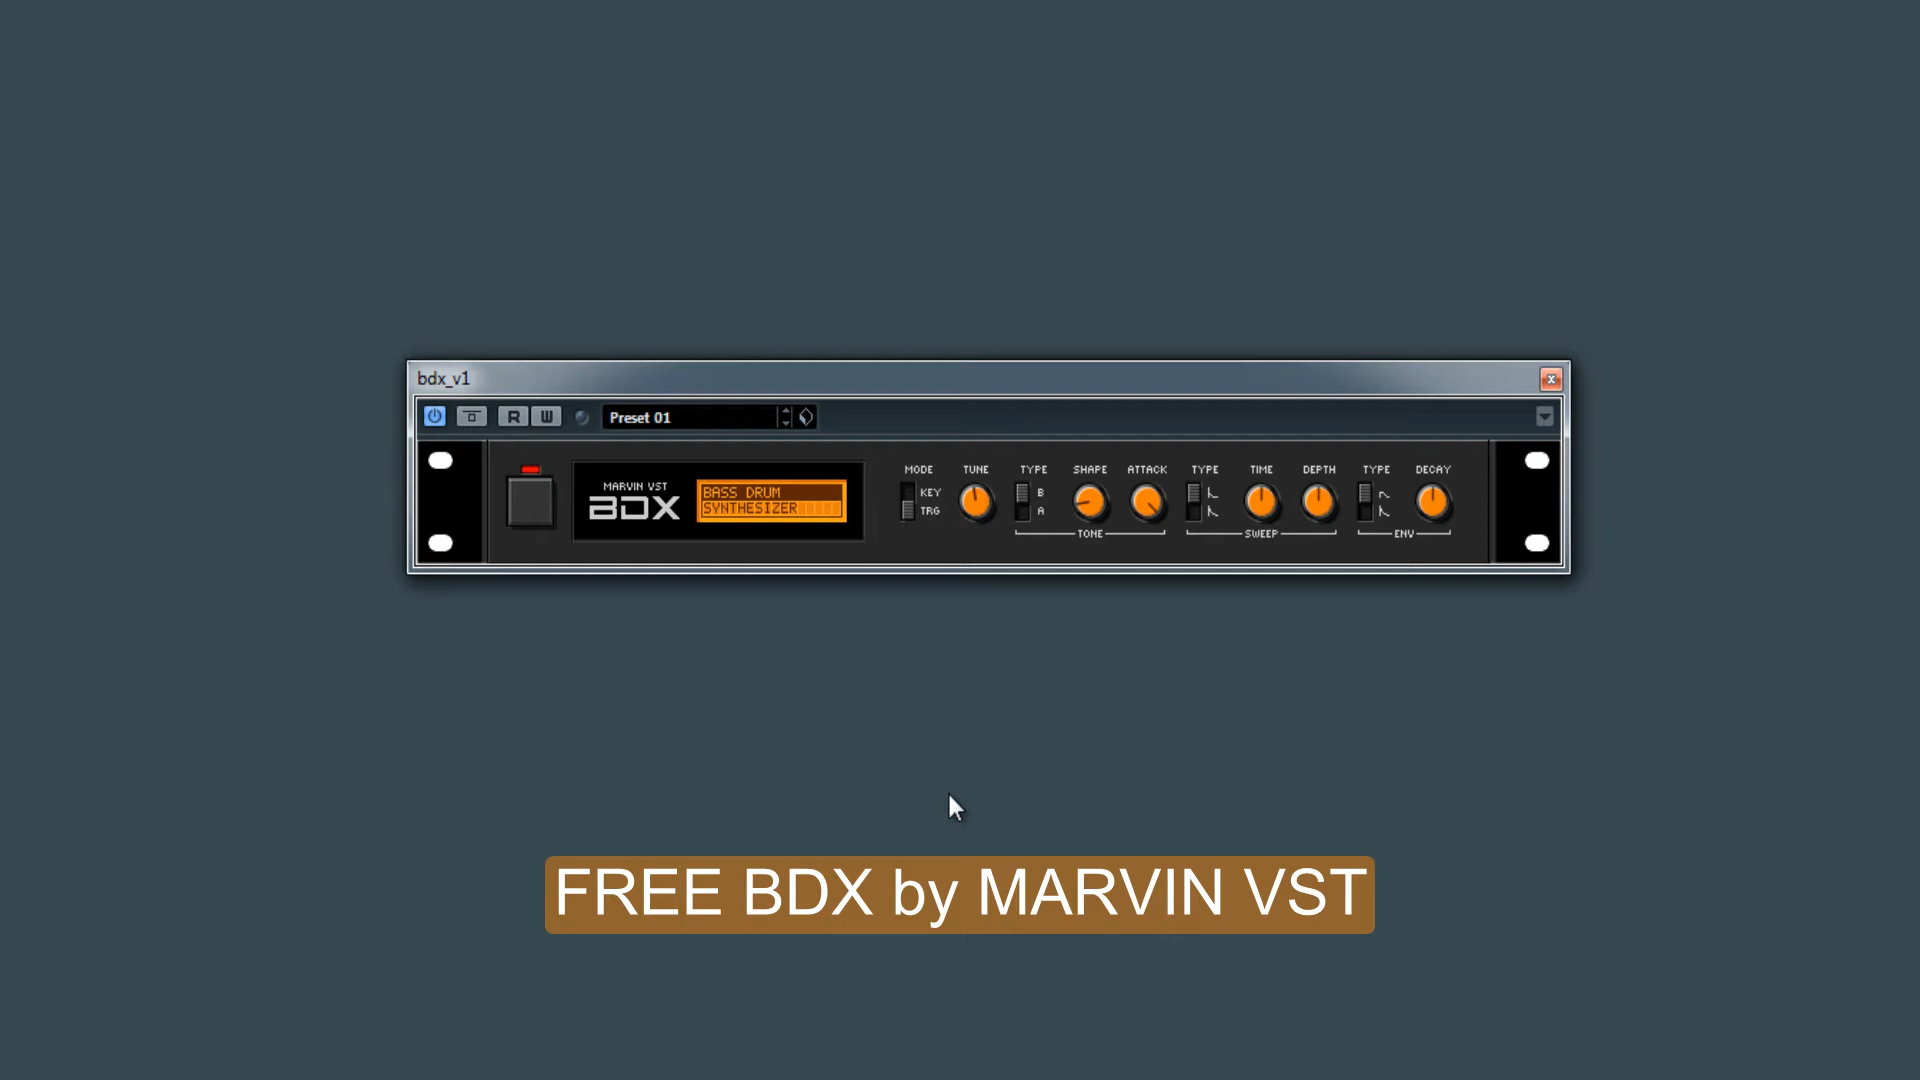 bdx_v1
x
R W Preset 01
MARVIN VST
BDX
BASS DRUM
SYNTHESIZER
MODE TUNE TYPE SHAPE ATTACK TYPE TIME DEPTH TYPE DECAY
KEY B
TRG A
TONE SWEEP ENV
FREE BDX by MARVIN VST